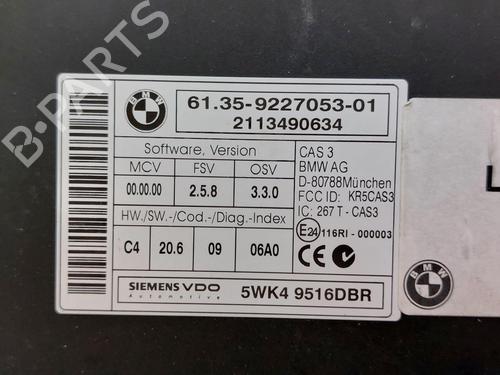 B-PARTS
BMW
61.35-9227053-01
2113490634
Software, Version
MCV FSV OSV
00.00.00 2.5.8 3.3.0
HW./SW.-/Cod.-/Diag.-Index
C4 20.6 09 06A0
CAS 3
BMW AG
D-80788München
FCC ID: KR5CAS3
IC: 267 T - CAS3
E24 116RI - 000003
SIEMENS VDO
Automotive
5WK4 9516DBR
BMW